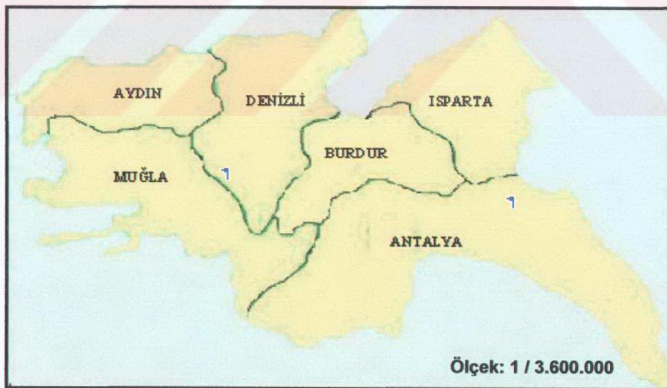 AYDIN
DENİZLİ
ISPARTA
BURDUR
MUĞLA
ANTALYA
Ölçek: 1 / 3.600.000